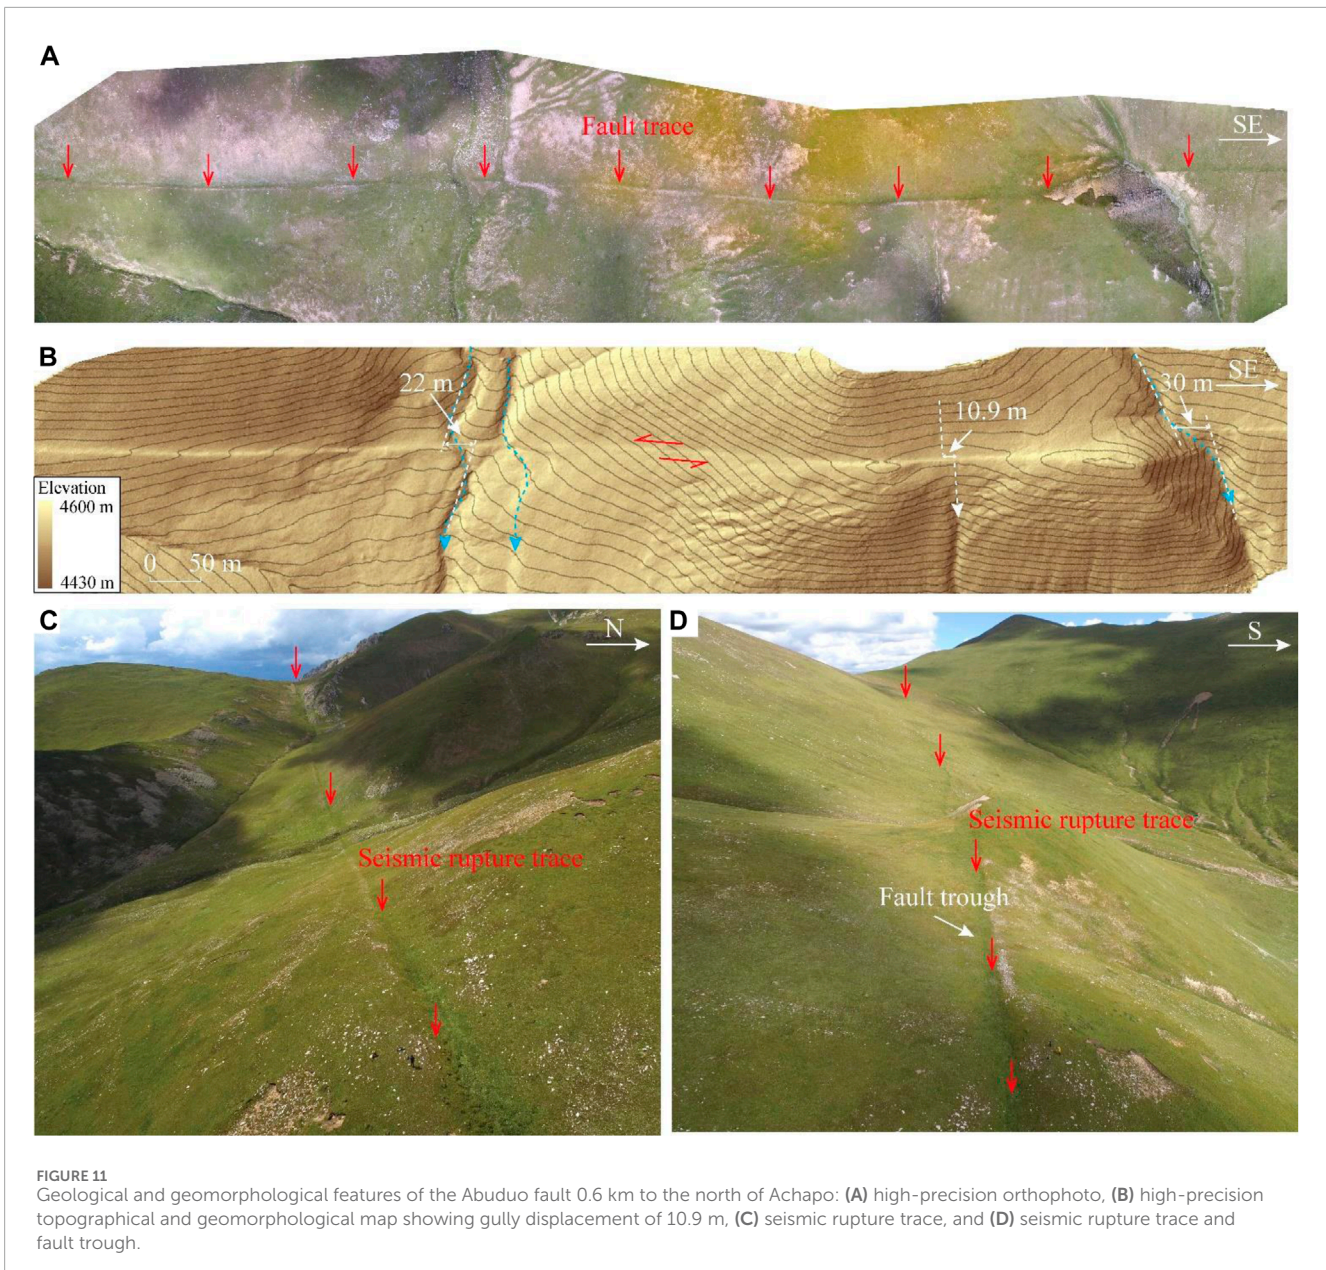 A
Fault trace
SE
B
22 m
10.9 m
30 m
SE
Elevation
4600 m
4430 m
0 50 m
C
N
Seismic rupture trace
D
S
Seismic rupture trace
Fault trough
FIGURE 11
Geological and geomorphological features of the Abuduo fault 0.6 km to the north of Achapo: (A) high-precision orthophoto, (B) high-precision
topographical and geomorphological map showing gully displacement of 10.9 m, (C) seismic rupture trace, and (D) seismic rupture trace and
fault trough.